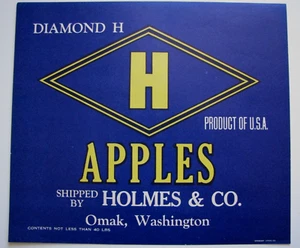 DIAMOND H
H
PRODUCT OF U.S.A.
APPLES
SHIPPED BY HOLMES & CO.
Omak, Washington
CONTENTS NOT LESS THAN 40 LBS